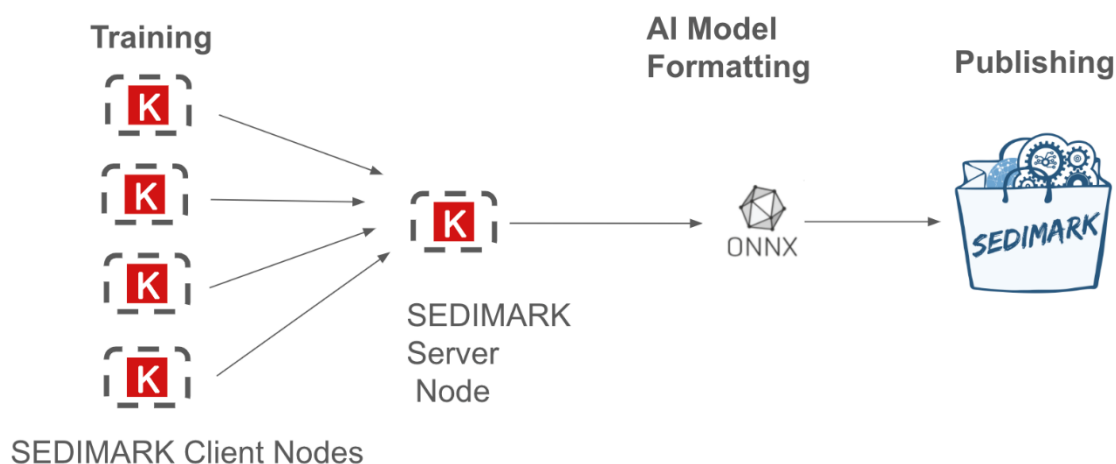 Training
AI Model
Formatting
Publishing
K
K
K
K
K
SEDIMARK
Server
Node
ONNX
SEDIMARK
SEDIMARK Client Nodes